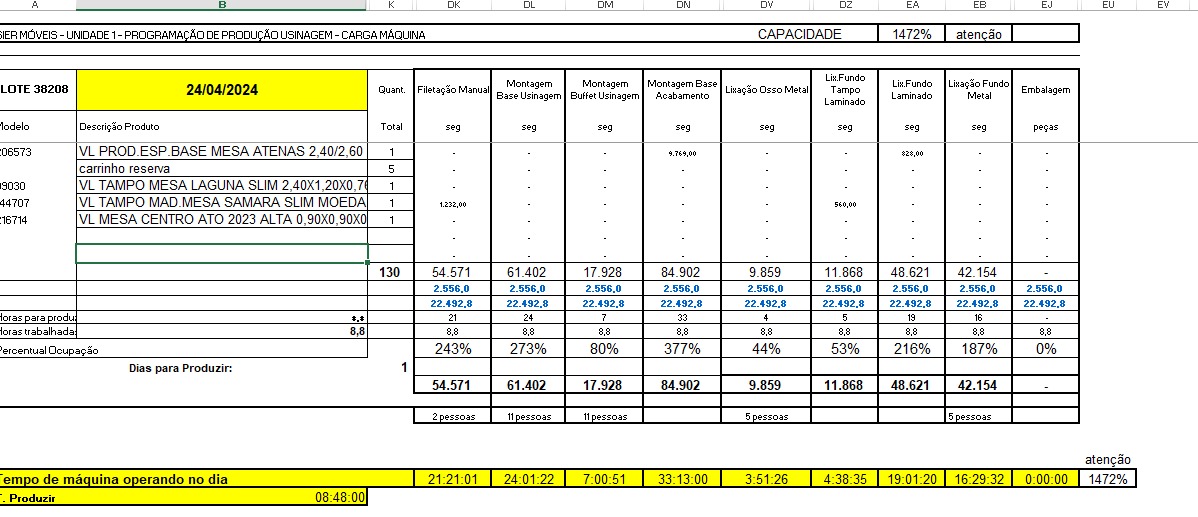 A B K DK DL DM DN DV DZ EA EB EJ EU EV
SIER MÓVEIS - UNIDADE 1 - PROGRAMAÇÃO DE PRODUÇÃO USINAGEM - CARGA MÁQUINA CAPACIDADE 1472% atenção
LOTE 38208 24/04/2024 Quant. Filetação Manual Montagem Base Usinagem Montagem Buffet Usinagem Montagem Base Acabamento Lixação Osso Metal Lix.Fundo Tampo Laminado Lix.Fundo Laminado Lixação Fundo Metal Embalagem
Modelo Descrição Produto Total seg seg seg seg seg seg seg seg peças
206573 VL PROD.ESP.BASE MESA ATENAS 2,40/2,60 1 - - - 9.769,00 - - 828,00 - -
carrinho reserva 5 - - - - - - - - -
09030 VL TAMPO MESA LAGUNA SLIM 2,40X1,20X0,76 1 - - - - - - - - -
44707 VL TAMPO MAD.MESA SAMARA SLIM MOEDA 1 1.232,00 - - - - 560,00 - - -
216714 VL MESA CENTRO ATO 2023 ALTA 0,90X0,90X0 1 - - - - - - - - -
- - - - - - - - -
- - - - - - - - -
130 54.571 61.402 17.928 84.902 9.859 11.868 48.621 42.154 -
2.556,0 2.556,0 2.556,0 2.556,0 2.556,0 2.556,0 2.556,0 2.556,0 2.556,0
22.492,8 22.492,8 22.492,8 22.492,8 22.492,8 22.492,8 22.492,8 22.492,8 22.492,8
Horas para produz 8,8 21 24 7 33 4 5 19 16 -
Horas trabalhadas 8,8 8,8 8,8 8,8 8,8 8,8 8,8 8,8 8,8 8,8
Percentual Ocupação 243% 273% 80% 377% 44% 53% 216% 187% 0%
Dias para Produzir: 1
54.571 61.402 17.928 84.902 9.859 11.868 48.621 42.154 -
2 pessoas 11 pessoas 11 pessoas 5 pessoas 5 pessoas
atenção
Tempo de máquina operando no dia 21:21:01 24:01:22 7:00:51 33:13:00 3:51:26 4:38:35 19:01:20 16:29:32 0:00:00 1472%
T. Produzir 08:48:00